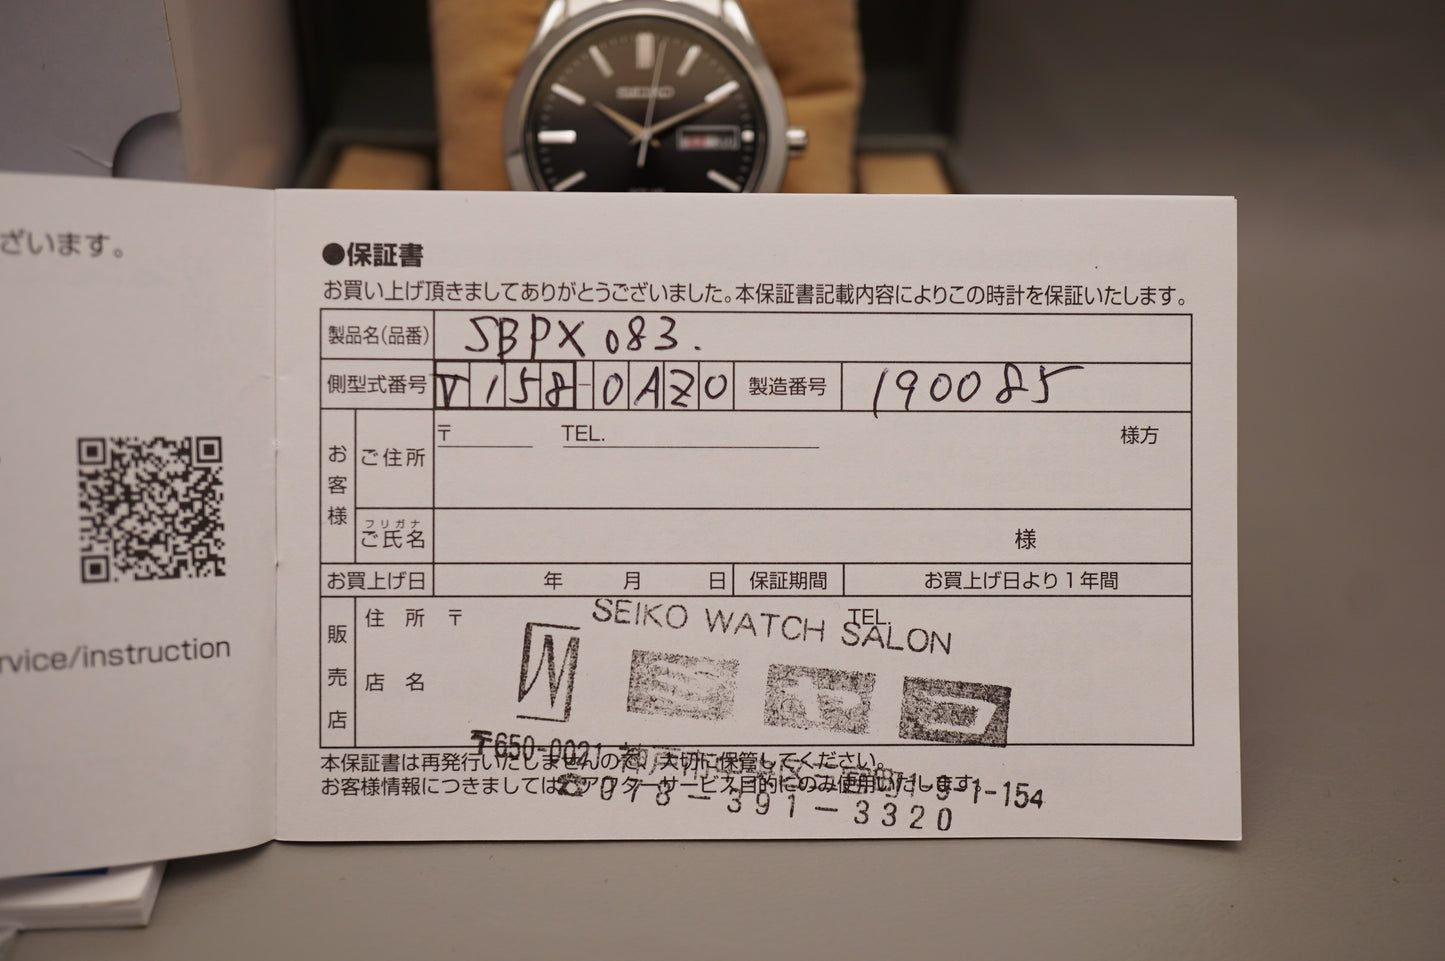 SEIKO
ざいます。
rvice/instruction
●保証書
お買い上げ頂きましてありがとうございました。本保証書記載内容によりこの時計を保証いたします。
製品名(品番) SBPX083.
側型式番号 V158-0AZ0 製造番号 190085
お客様 ご住所 〒 TEL. 様方
フリガナ
ご氏名 様
お買上げ日 年 月 日 保証期間 お買上げ日より1年間
販売店 住所 〒 TEL.
SEIKO WATCH SALON
店名 ミヤコ
〒650-0021 神戸市 1-154
本保証書は再発行いたしませんので、大切に保管してください。
お客様情報につきましてはアフターサービス目的にのみ使用いたします。
☎078-391-3320